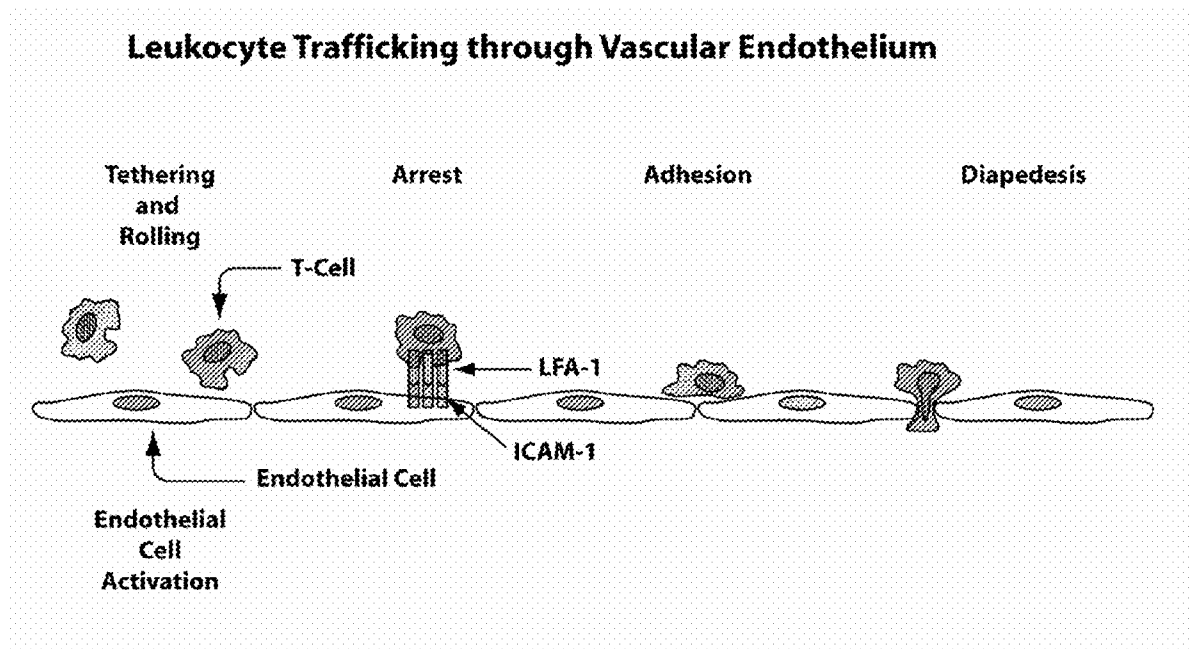 Leukocyte Trafficking through Vascular Endothelium
Tethering
and
Rolling
Arrest
Adhesion
Diapedesis
T-Cell
LFA-1
ICAM-1
Endothelial Cell
Endothelial
Cell
Activation